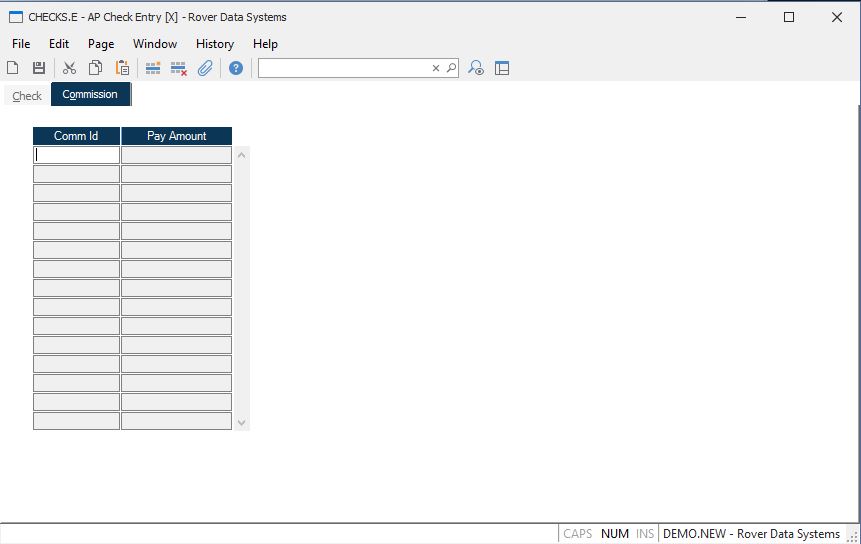 CHECKS.E - AP Check Entry [X] - Rover Data Systems
File Edit Page Window History Help
Check Commission
Comm Id Pay Amount
CAPS NUM INS DEMO.NEW - Rover Data Systems